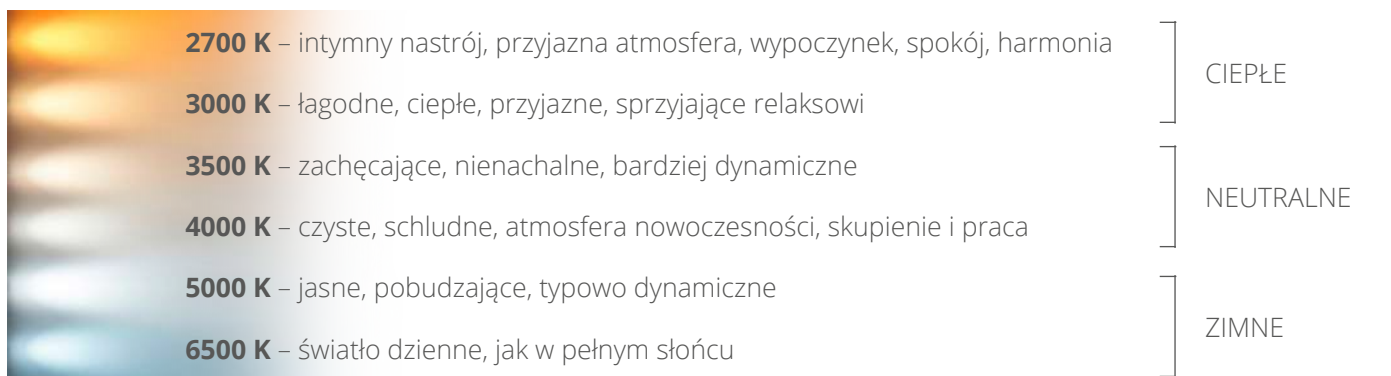 2700 K – intymny nastrój, przyjazna atmosfera, wypoczynek, spokój, harmonia
3000 K – łagodne, ciepłe, przyjazne, sprzyjające relaksowi
CIEPŁE
3500 K – zachęcające, nienachalne, bardziej dynamiczne
4000 K – czyste, schludne, atmosfera nowoczesności, skupienie i praca
NEUTRALNE
5000 K – jasne, pobudzające, typowo dynamiczne
6500 K – światło dzienne, jak w pełnym słońcu
ZIMNE